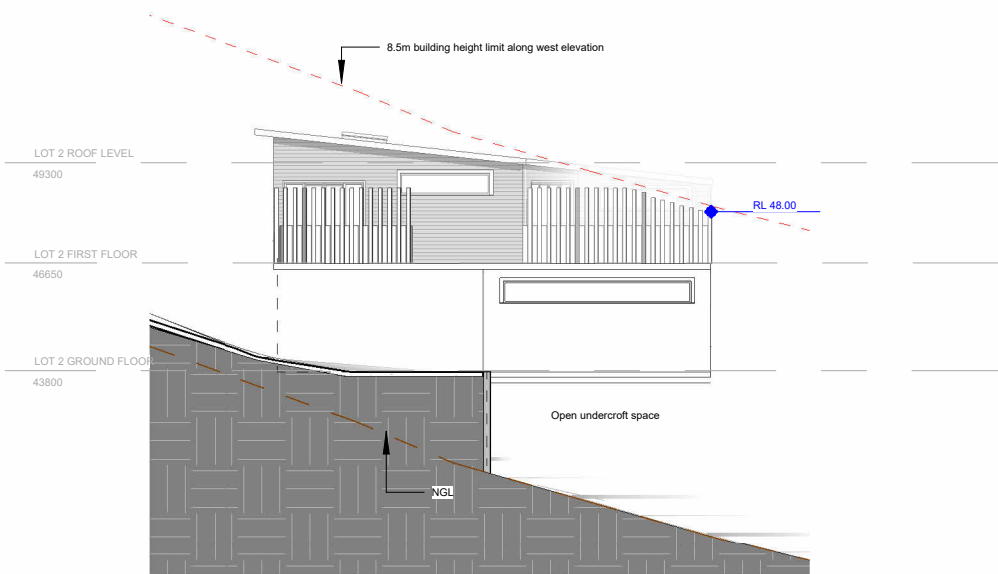 8.5m building height limit along west elevation
LOT 2 ROOF LEVEL
49300
RL 48.00
LOT 2 FIRST FLOOR
46650
LOT 2 GROUND FLOOR
43800
Open undercroft space
NGL